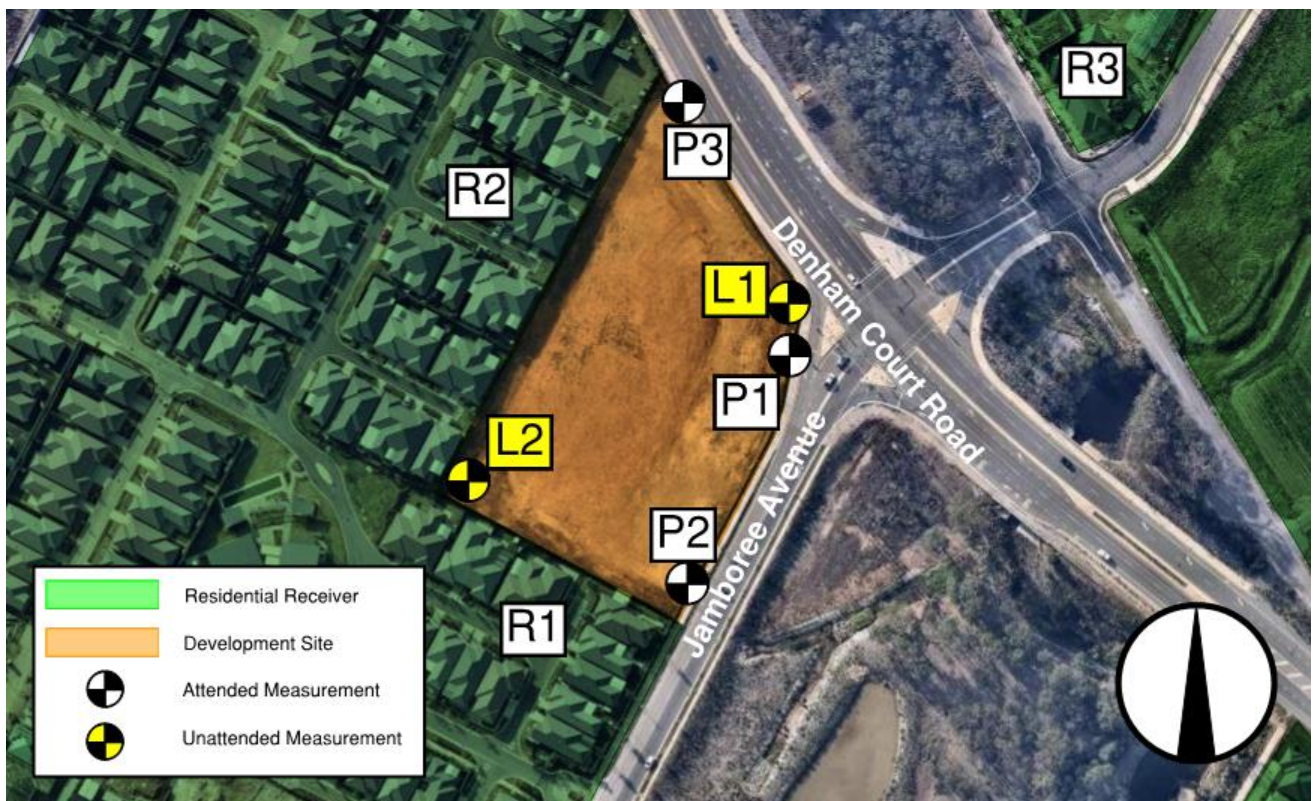 R3
P3
R2
L1
Denham Court Road
P1
L2
Jamboree Avenue
P2
R1
Residential Receiver
Development Site
Attended Measurement
Unattended Measurement